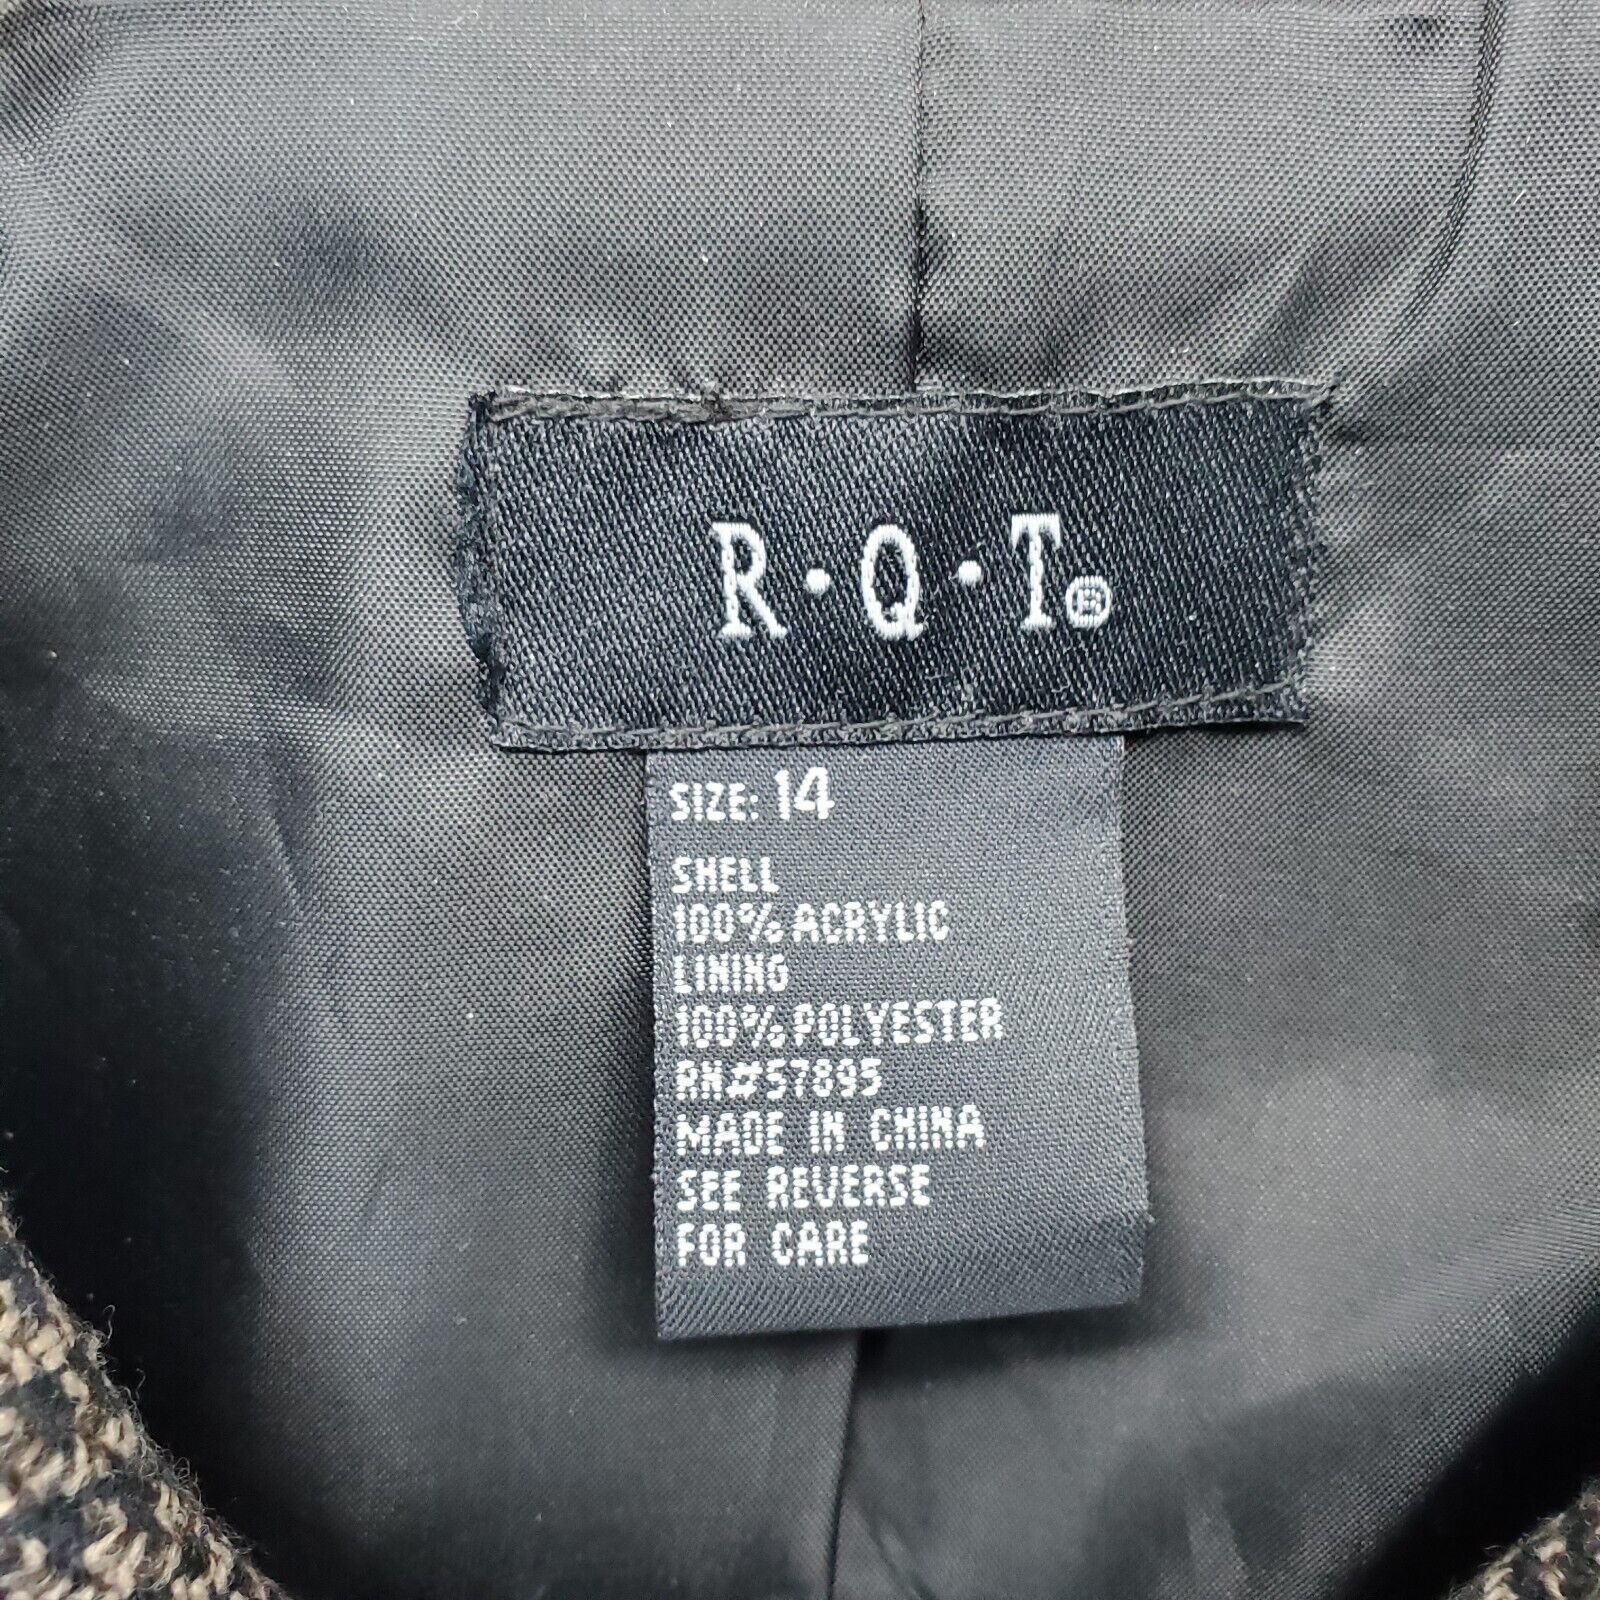 R·Q·T®
SIZE: 14
SHELL
100% ACRYLIC
LINING
100% POLYESTER
RN#57895
MADE IN CHINA
SEE REVERSE
FOR CARE